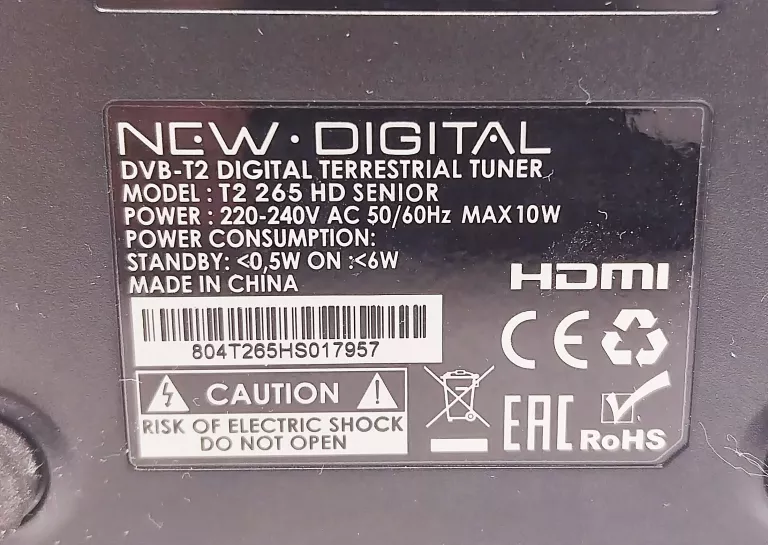 NEW·DIGITAL
DVB-T2 DIGITAL TERRESTRIAL TUNER
MODEL : T2 265 HD SENIOR
POWER : 220-240V AC 50/60Hz MAX10W
POWER CONSUMPTION:
STANDBY: <0,5W ON :<6W
MADE IN CHINA
HDMI
804T265HS017957
CE
CAUTION
RISK OF ELECTRIC SHOCK
DO NOT OPEN
EAC
RoHS